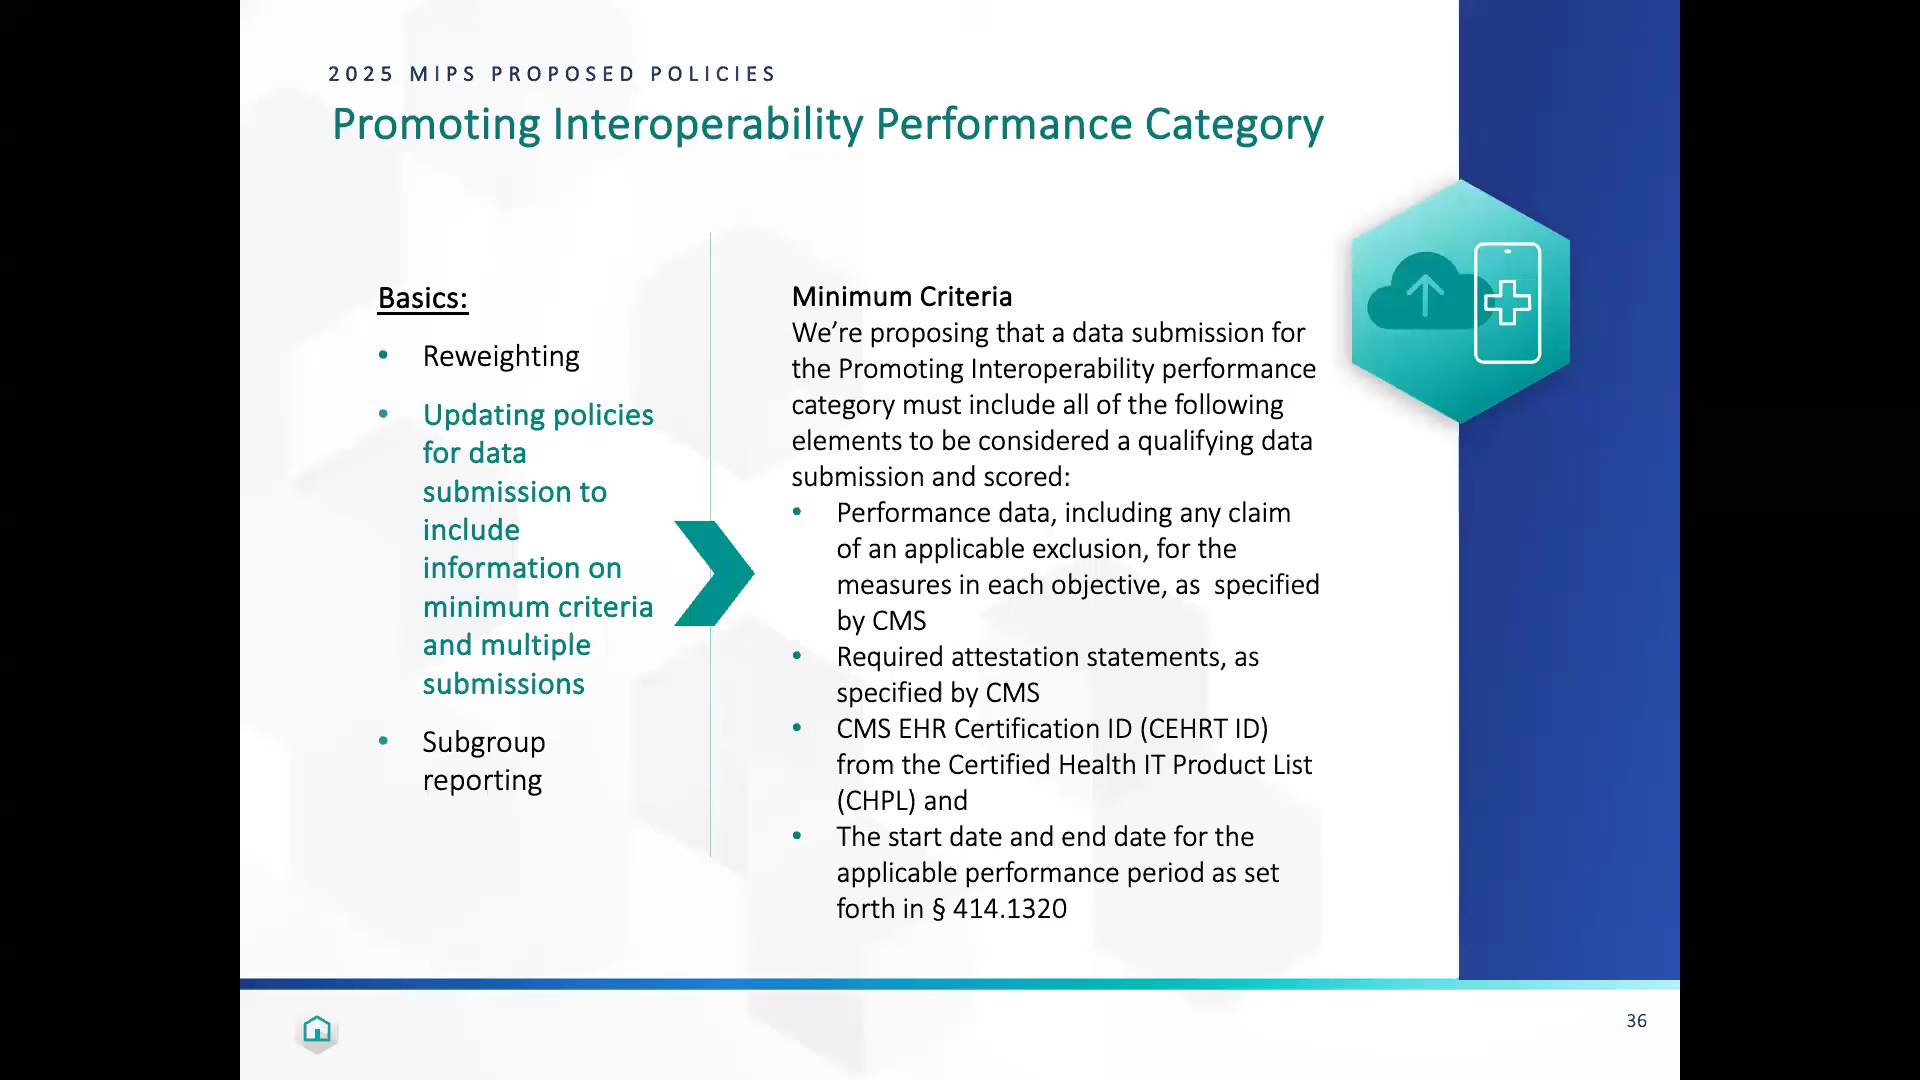 2025 MIPS PROPOSED POLICIES
Promoting Interoperability Performance Category
Basics:
• Reweighting
• Updating policies
for data
submission to
include
information on
minimum criteria
and multiple
submissions
• Subgroup
reporting
Minimum Criteria
We’re proposing that a data submission for
the Promoting Interoperability performance
category must include all of the following
elements to be considered a qualifying data
submission and scored:
• Performance data, including any claim
of an applicable exclusion, for the
measures in each objective, as specified
by CMS
• Required attestation statements, as
specified by CMS
• CMS EHR Certification ID (CEHRT ID)
from the Certified Health IT Product List
(CHPL) and
• The start date and end date for the
applicable performance period as set
forth in § 414.1320
36